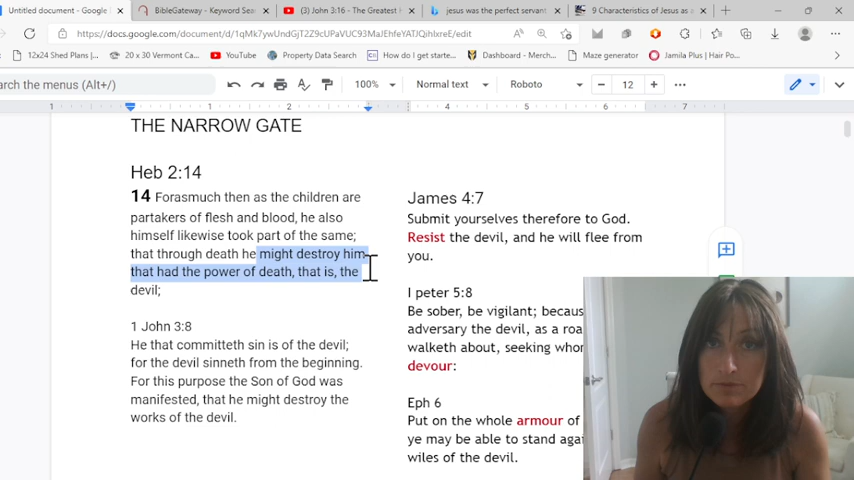 Untitled document - Google D
BibleGateway - Keyword Sea
(3) John 3:16 - The Greatest H
jesus was the perfect servant
9 Characteristics of Jesus as a
https://docs.google.com/document/d/
12x24 Shed Plans | ...
20 x 30 Vermont Ca...
YouTube
Property Data Search
How do I get starte...
Dashboard - Merch...
Maze generator
Jamila Plus | Hair Po...
rch the menus (Alt+/)
100%
Normal text
Roboto
12
1 1 2 4 5 6 7
THE NARROW GATE
Heb 2:14
14 Forasmuch then as the children are
partakers of flesh and blood, he also
himself likewise took part of the same;
that through death he might destroy him
that had the power of death, that is, the
devil;
1 John 3:8
He that committeth sin is of the devil;
for the devil sinneth from the beginning.
For this purpose the Son of God was
manifested, that he might destroy the
works of the devil.
James 4:7
Submit yourselves therefore to God.
Resist the devil, and he will flee from
you.
I peter 5:8
Be sober, be vigilant; becaus
adversary the devil, as a roa
walketh about, seeking whor
devour:
Eph 6
Put on the whole armour of
ye may be able to stand agai
wiles of the devil.